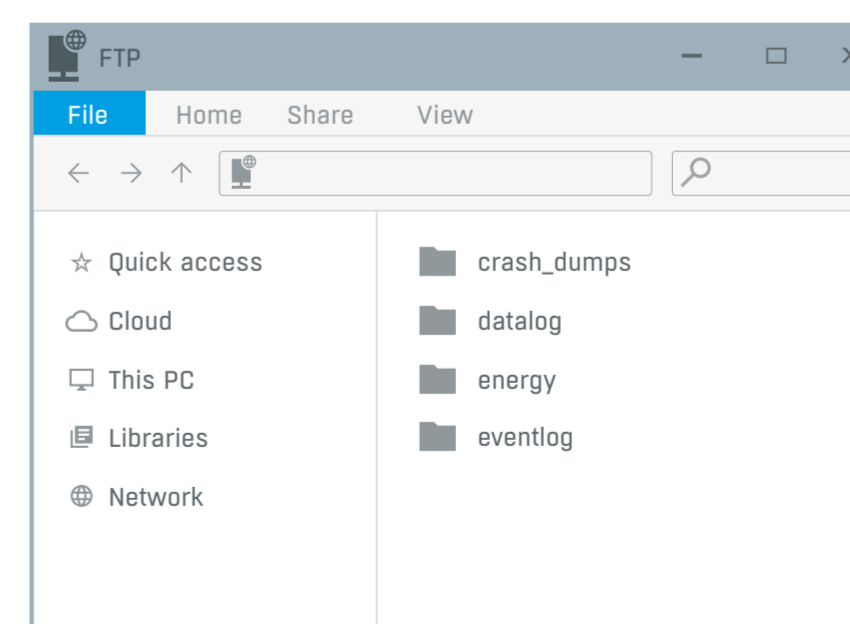 FTP
File Home Share View
Quick access
Cloud
This PC
Libraries
Network
crash_dumps
datalog
energy
eventlog